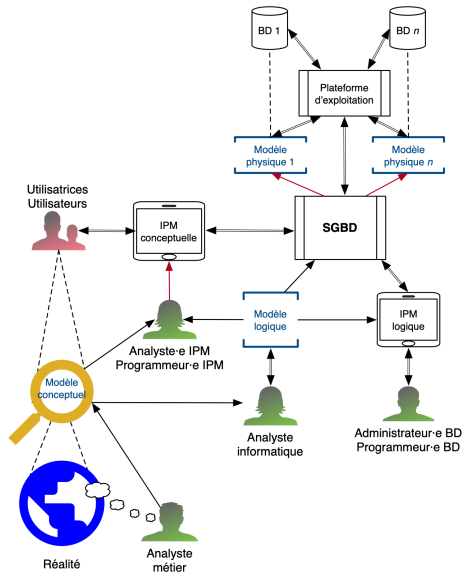 BD 1
BD n
Plateforme
d'exploitation
Modèle
physique 1
Modèle
physique n
Utilisatrices
Utilisateurs
IPM
conceptuelle
SGBD
Modèle
logique
IPM
logique
Analyste·e IPM
Programmeur·e IPM
Modèle
conceptuel
Analyste
informatique
Administrateur·e BD
Programmeur·e BD
Réalité
Analyste
métier